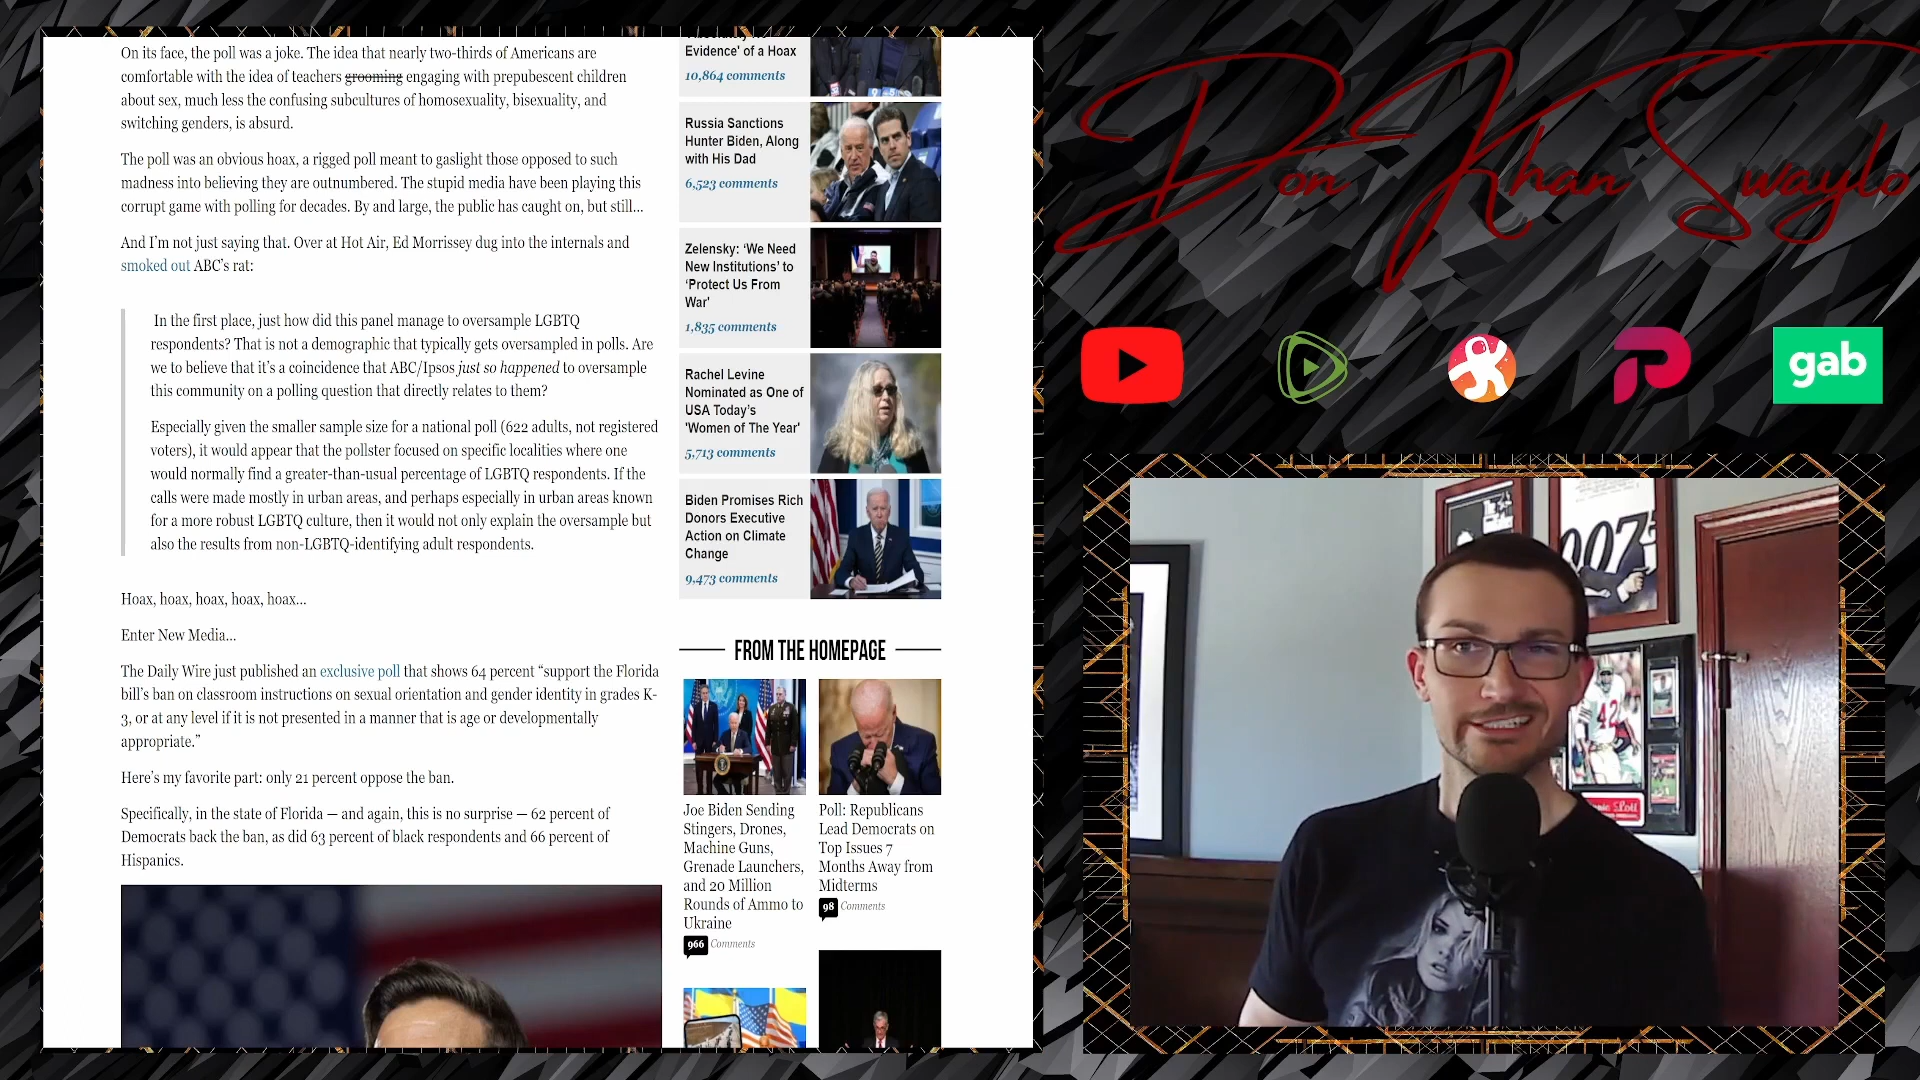 On its face, the poll was a joke. The idea that nearly two-thirds of Americans are
comfortable with the idea of teachers grooming engaging with prepubescent children
about sex, much less the confusing subcultures of homosexuality, bisexuality, and
switching genders, is absurd.
The poll was an obvious hoax, a rigged poll meant to gaslight those opposed to such
madness into believing they are outnumbered. The stupid media have been playing this
corrupt game with polling for decades. By and large, the public has caught on, but still...
And I'm not just saying that. Over at Hot Air, Ed Morrissey dug into the internals and
smoked out ABC's rat:
In the first place, just how did this panel manage to oversample LGBTQ
respondents? That is not a demographic that typically gets oversampled in polls. Are
we to believe that it's a coincidence that ABC/Ipsos just so happened to oversample
this community on a polling question that directly relates to them?
Especially given the smaller sample size for a national poll (622 adults, not registered
voters), it would appear that the pollster focused on specific localities where one
would normally find a greater-than-usual percentage of LGBTQ respondents. If the
calls were made mostly in urban areas, and perhaps especially in urban areas known
for a more robust LGBTQ culture, then it would not only explain the oversample but
also the results from non-LGBTQ-identifying adult respondents.
Hoax, hoax, hoax, hoax, hoax...
Enter New Media...
The Daily Wire just published an exclusive poll that shows 64 percent "support the Florida
bill's ban on classroom instructions on sexual orientation and gender identity in grades K-
3, or at any level if it is not presented in a manner that is age or developmentally
appropriate."
Here's my favorite part: only 21 percent oppose the ban.
Specifically, in the state of Florida — and again, this is no surprise — 62 percent of
Democrats back the ban, as did 63 percent of black respondents and 66 percent of
Hispanics.
Evidence' of a Hoax
10,864 comments
Russia Sanctions
Hunter Biden, Along
with His Dad
6,523 comments
Zelensky: 'We Need
New Institutions' to
'Protect Us From
War'
1,835 comments
Rachel Levine
Nominated as One of
USA Today's
'Women of The Year'
5,713 comments
Biden Promises Rich
Donors Executive
Action on Climate
Change
9,473 comments
FROM THE HOMEPAGE
Joe Biden Sending
Stingers, Drones,
Machine Guns,
Grenade Launchers,
and 20 Million
Rounds of Ammo to
Ukraine
966 Comments
Poll: Republicans
Lead Democrats on
Top Issues 7
Months Away from
Midterms
98 Comments
Don Khan Swaylo
gab
007
42